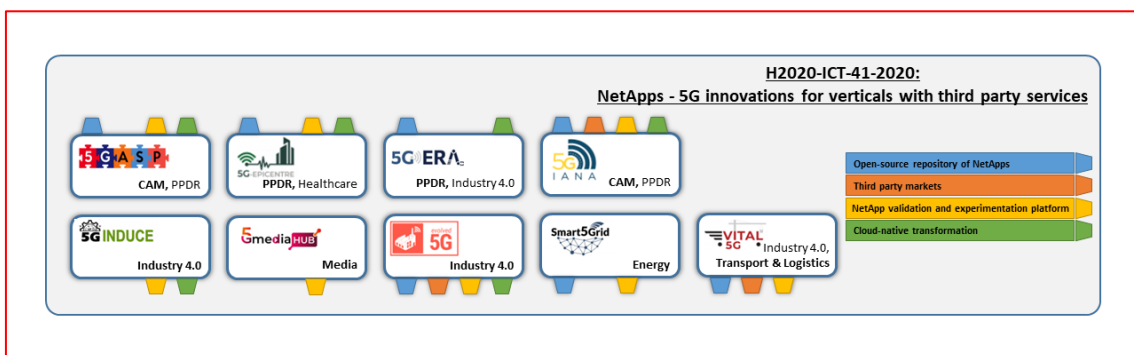 H2020-ICT-41-2020:
NetApps - 5G innovations for verticals with third party services
5GASP
CAM, PPDR
5G-EPICENTRE
PPDR, Healthcare
5G ERA
PPDR, Industry 4.0
5G
IANA
CAM, PPDR
Open-source repository of NetApps
Third party markets
NetApp validation and experimentation platform
Cloud-native transformation
5G INDUCE
Industry 4.0
5mediaHUB
Media
evolved
5G
Industry 4.0
Smart5Grid
Energy
VITAL
5G
Industry 4.0,
Transport & Logistics